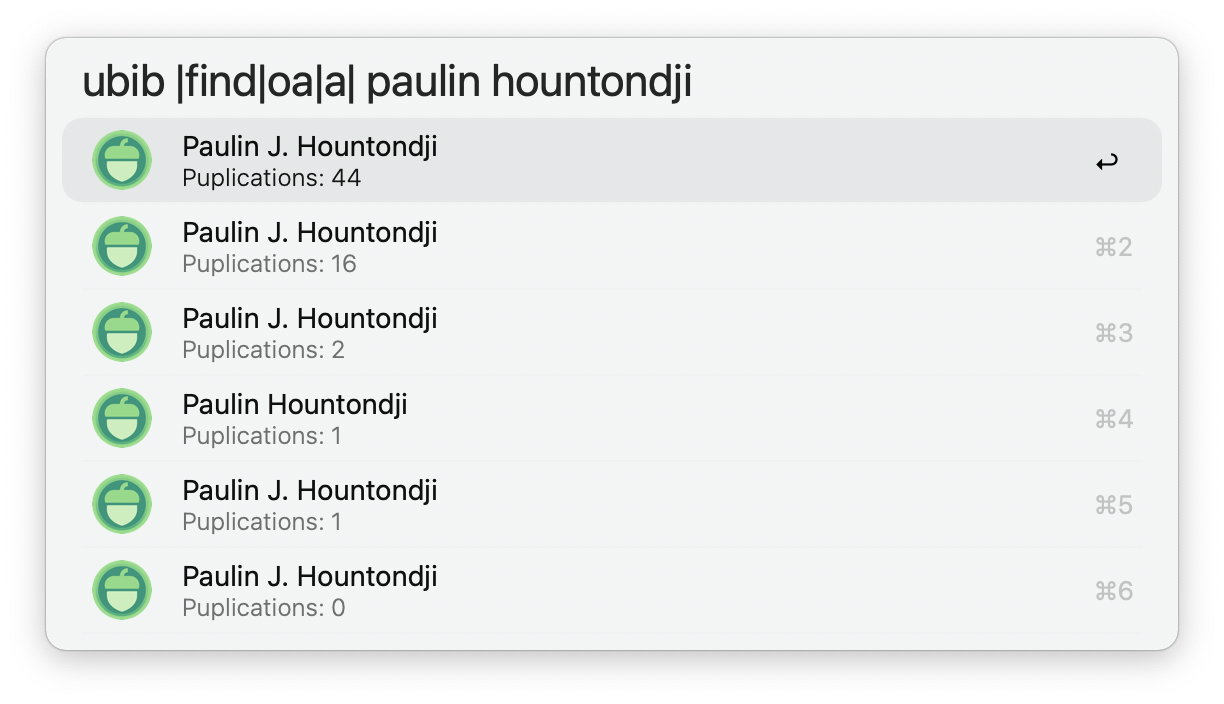 ubib |find|oa|a| paulin hountondji
Paulin J. Hountondji
Puplications: 44
↩
Paulin J. Hountondji
Puplications: 16
⌘2
Paulin J. Hountondji
Puplications: 2
⌘3
Paulin Hountondji
Puplications: 1
⌘4
Paulin J. Hountondji
Puplications: 1
⌘5
Paulin J. Hountondji
Puplications: 0
⌘6